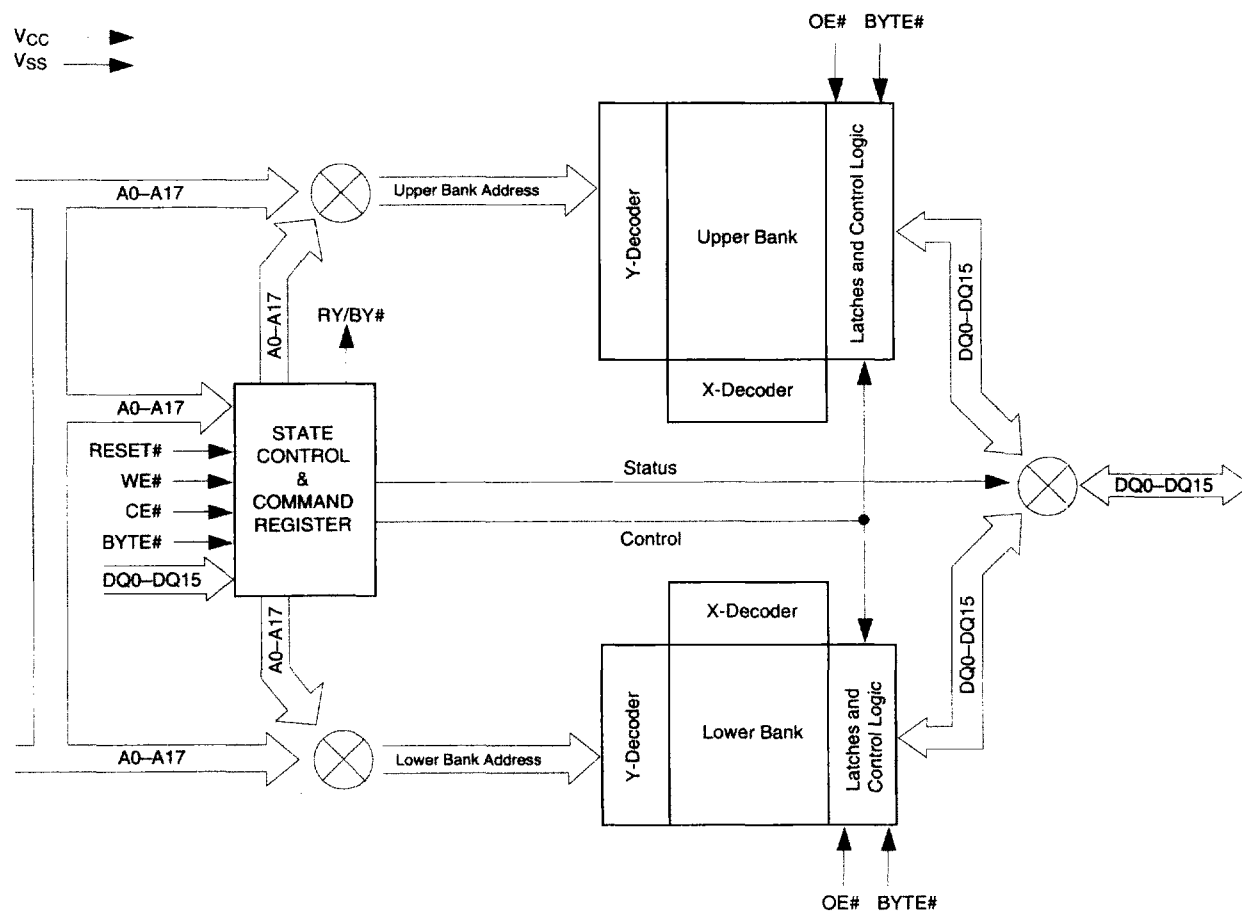 OE# BYTE#
VCC
VSS
A0–A17
Upper Bank Address
Y-Decoder
Upper Bank
Latches and Control Logic
DQ0–DQ15
A0–A17
RY/BY#
X-Decoder
A0–A17
STATE
CONTROL
&
COMMAND
REGISTER
RESET#
WE#
CE#
BYTE#
DQ0–DQ15
Status
Control
DQ0–DQ15
A0–A17
X-Decoder
DQ0–DQ15
Y-Decoder
Lower Bank
Latches and
Control Logic
A0–A17
Lower Bank Address
OE# BYTE#